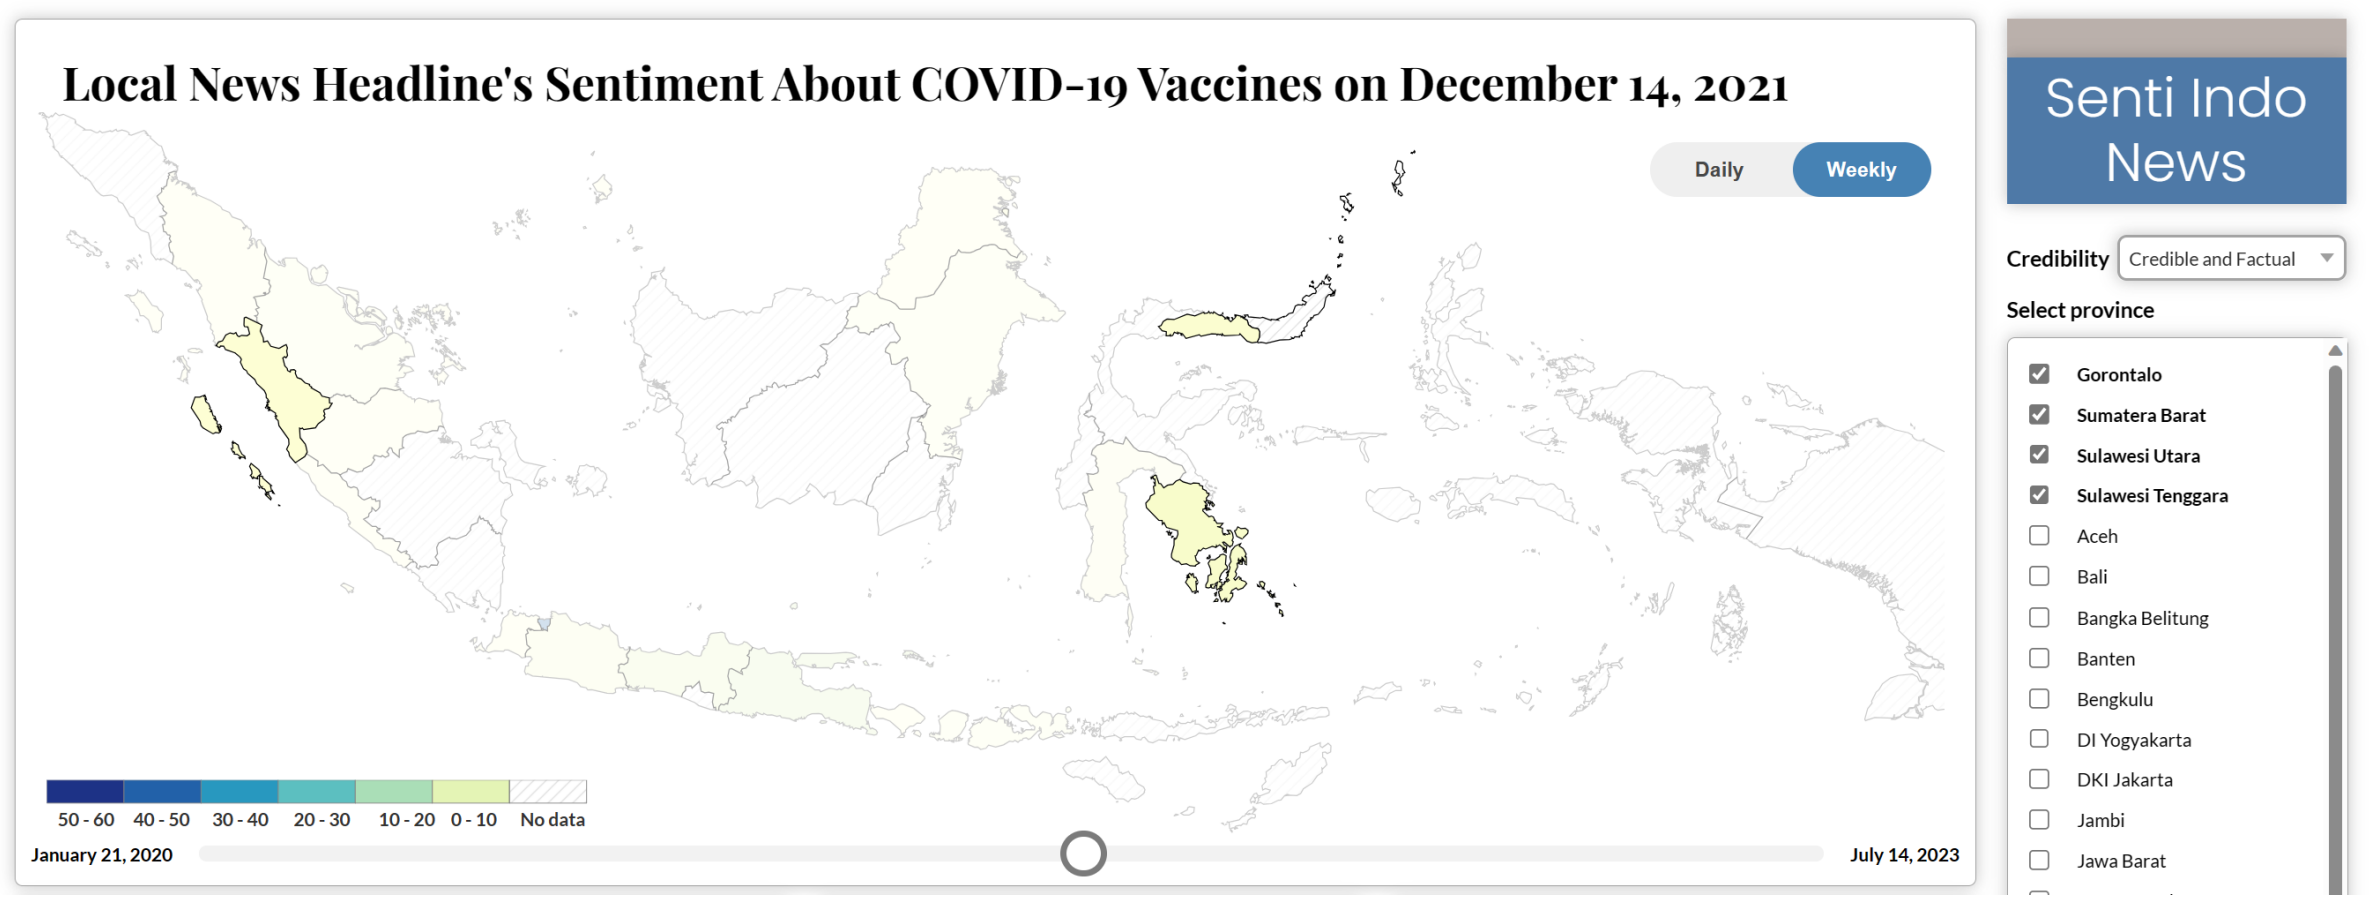 Local News Headline's Sentiment About COVID-19 Vaccines on December 14, 2021
Daily
Weekly
50 - 60
40 - 50
30 - 40
20 - 30
10 - 20
0 - 10
No data
January 21, 2020
July 14, 2023
Senti Indo
News
Credibility
Credible and Factual
Select province
Gorontalo
Sumatera Barat
Sulawesi Utara
Sulawesi Tenggara
Aceh
Bali
Bangka Belitung
Banten
Bengkulu
DI Yogyakarta
DKI Jakarta
Jambi
Jawa Barat